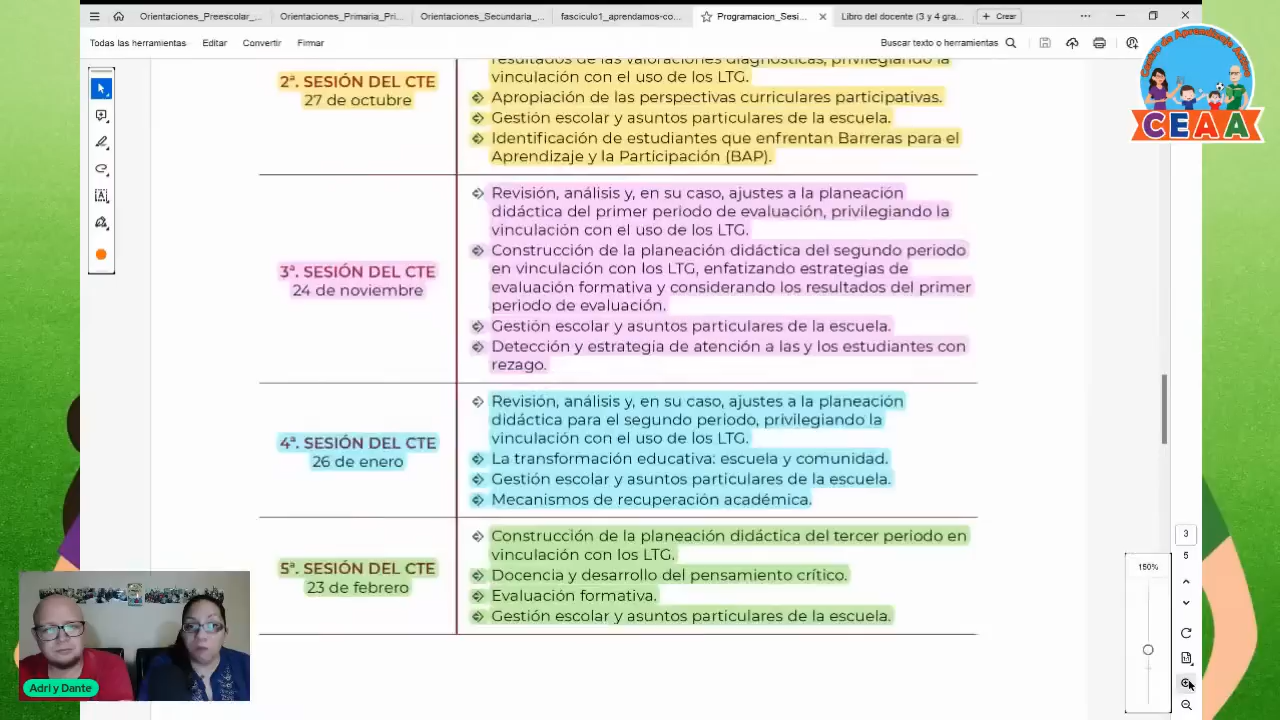 Orientaciones_Preescolar_...
Orientaciones_Primaria_Pri...
Orientaciones_Secundaria_...
fasciculo1_aprendamos-co...
Programacion_Sesi...
Libro del docente (3 y 4 gra...
Crear
Todas las herramientas
Editar
Convertir
Firmar
Buscar texto o herramientas
Centro de Aprendizaje Activo
CEAA
2ª. SESIÓN DEL CTE
27 de octubre
resultados de las valoraciones diagnósticas, privilegiando la
vinculación con el uso de los LTG.
Apropiación de las perspectivas curriculares participativas.
Gestión escolar y asuntos particulares de la escuela.
Identificación de estudiantes que enfrentan Barreras para el
Aprendizaje y la Participación (BAP).
3ª. SESIÓN DEL CTE
24 de noviembre
Revisión, análisis y, en su caso, ajustes a la planeación
didáctica del primer periodo de evaluación, privilegiando la
vinculación con el uso de los LTG.
Construcción de la planeación didáctica del segundo periodo
en vinculación con los LTG, enfatizando estrategias de
evaluación formativa y considerando los resultados del primer
periodo de evaluación.
Gestión escolar y asuntos particulares de la escuela.
Detección y estrategia de atención a las y los estudiantes con
rezago.
4ª. SESIÓN DEL CTE
26 de enero
Revisión, análisis y, en su caso, ajustes a la planeación
didáctica para el segundo periodo, privilegiando la
vinculación con el uso de los LTG.
La transformación educativa: escuela y comunidad.
Gestión escolar y asuntos particulares de la escuela.
Mecanismos de recuperación académica.
5ª. SESIÓN DEL CTE
23 de febrero
Construcción de la planeación didáctica del tercer periodo en
vinculación con los LTG.
Docencia y desarrollo del pensamiento crítico.
Evaluación formativa.
Gestión escolar y asuntos particulares de la escuela.
3
5
150%
Adri y Dante